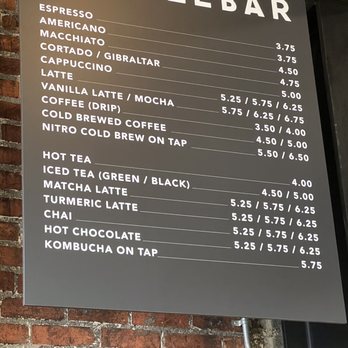 BAR
ESPRESSO 3.75
AMERICANO 3.75
MACCHIATO 4.50
CORTADO / GIBRALTAR 4.75
CAPPUCCINO 5.00
LATTE 5.25 / 5.75 / 6.25
VANILLA LATTE / MOCHA 5.75 / 6.25 / 6.75
COFFEE (DRIP) 3.50 / 4.00
COLD BREWED COFFEE 4.50 / 5.00
NITRO COLD BREW ON TAP 5.50 / 6.50
HOT TEA 4.00
ICED TEA (GREEN / BLACK) 4.50 / 5.00
MATCHA LATTE 5.25 / 5.75 / 6.25
TURMERIC LATTE 5.25 / 5.75 / 6.25
CHAI 5.25 / 5.75 / 6.25
HOT CHOCOLATE 5.25 / 5.75 / 6.25
KOMBUCHA ON TAP 5.75